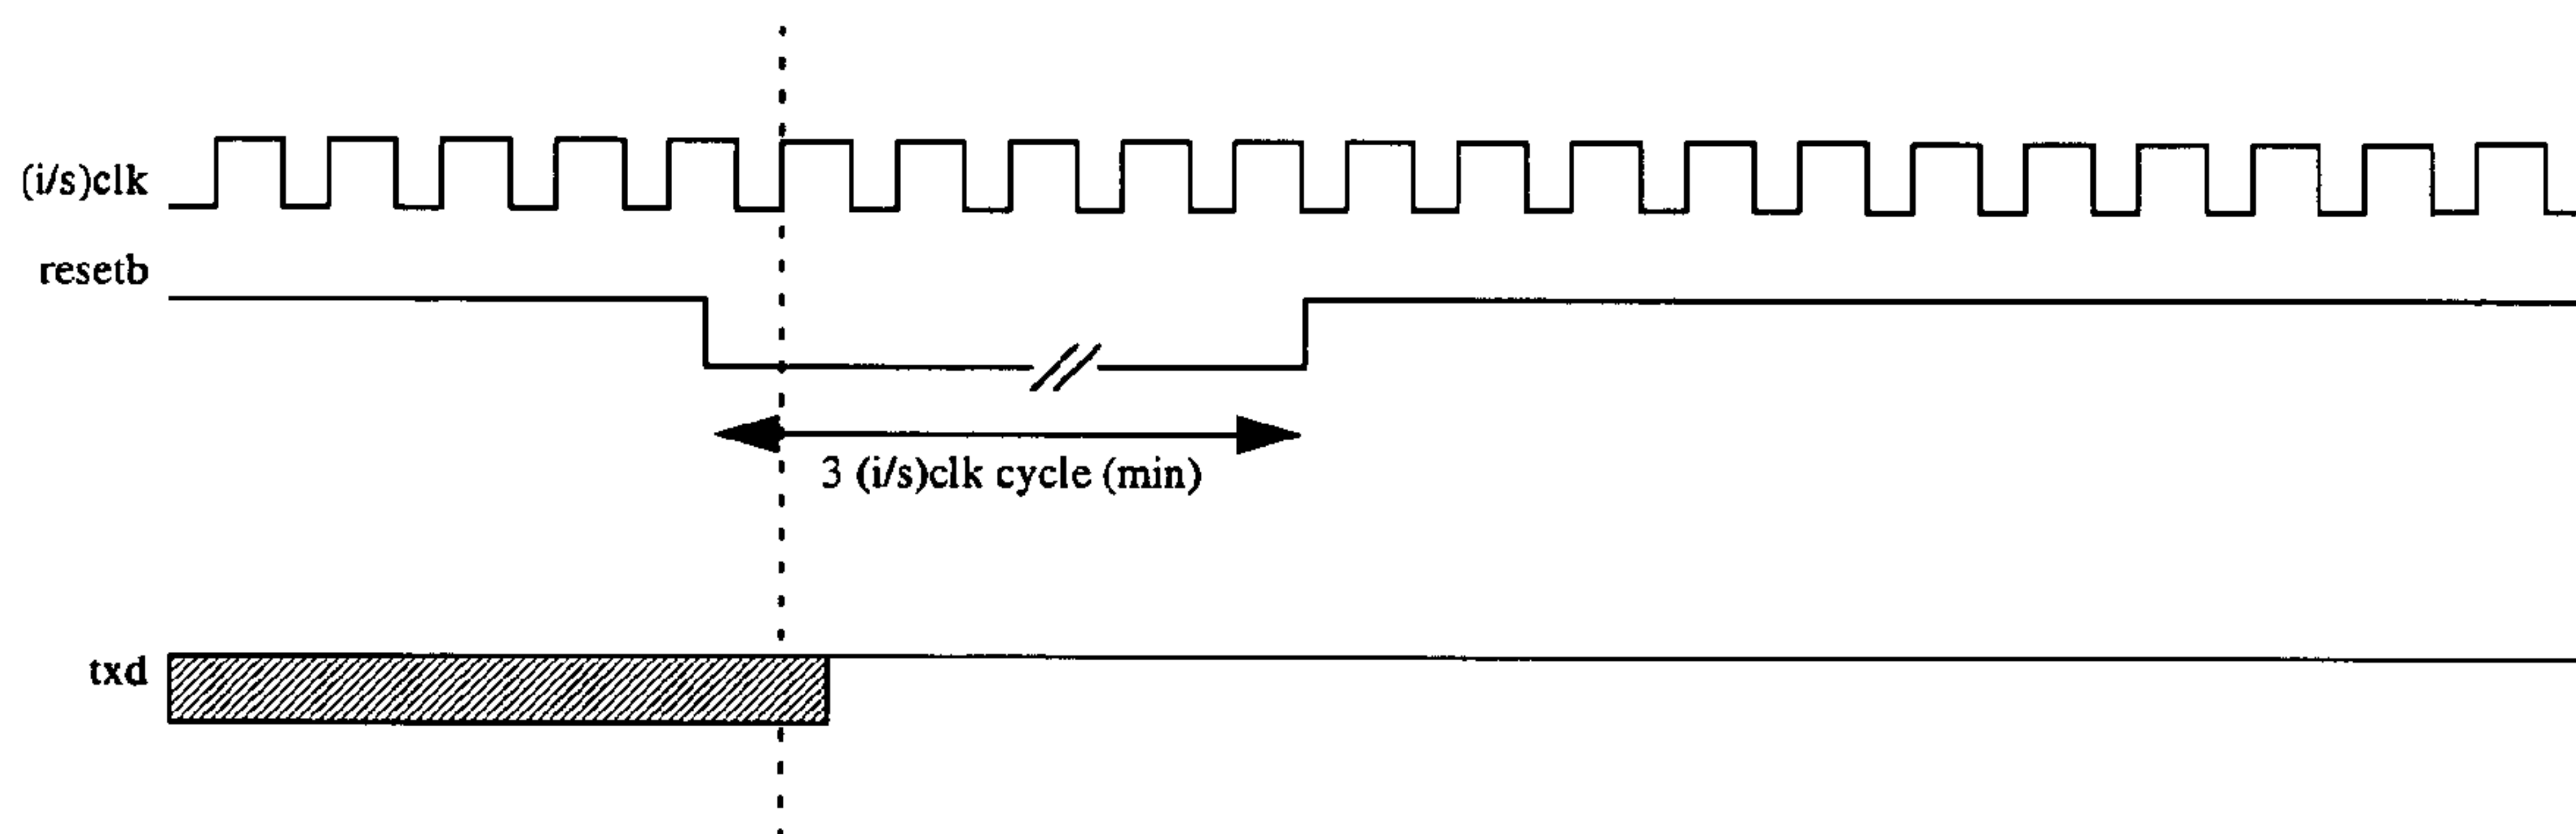 (i/s)clk
resetb
3 (i/s)clk cycle (min)
txd